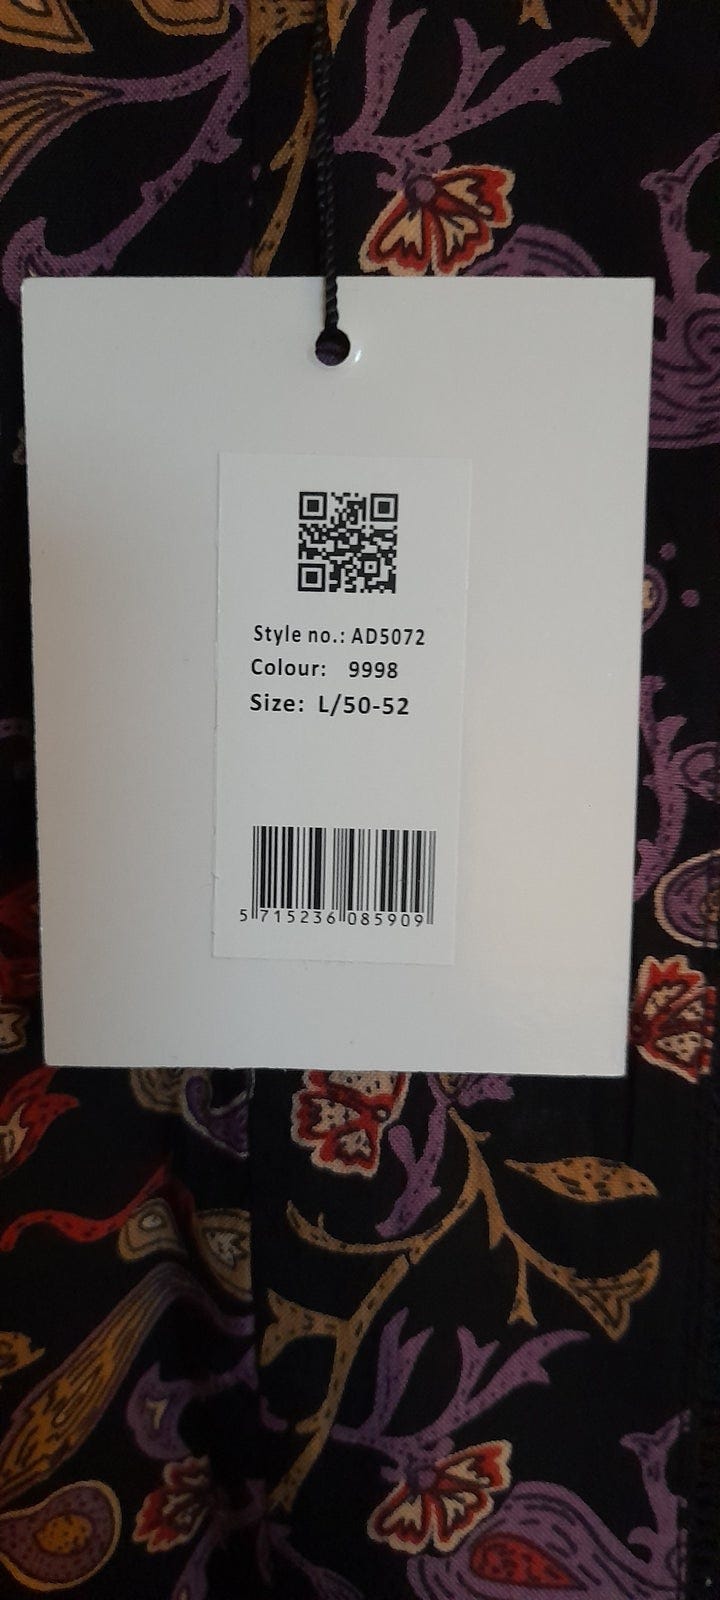 Style no.: AD5072
Colour: 9998
Size: L/50-52
5 715236 085909